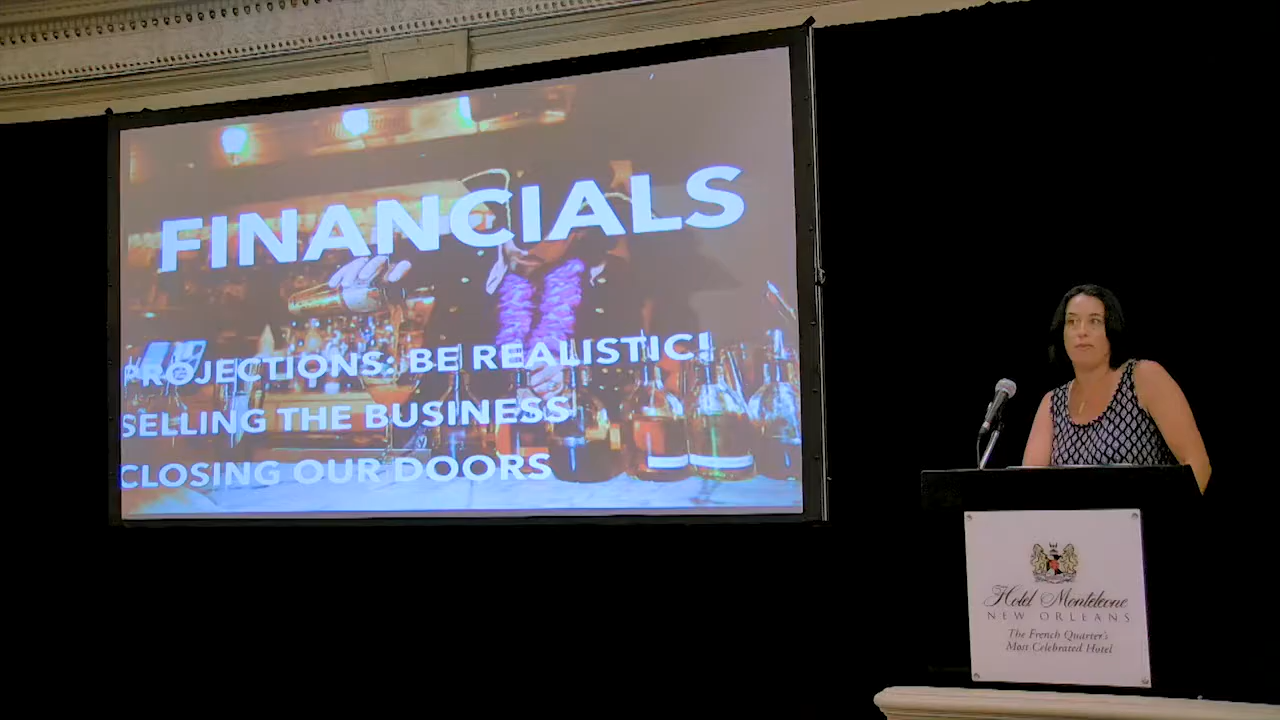 FINANCIALS
PROJECTIONS: BE REALISTIC!
SELLING THE BUSINESS
CLOSING OUR DOORS
Hotel Monteleone
NEW ORLEANS
The French Quarter's
Most Celebrated Hotel